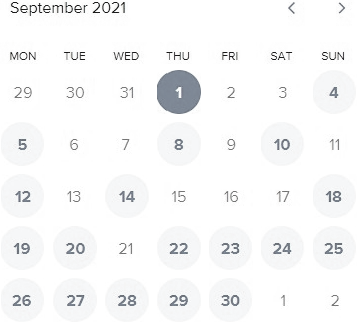 September 2021
MON TUE WED THU FRI SAT SUN
29 30 31 1 2 3 4
5 6 7 8 9 10 11
12 13 14 15 16 17 18
19 20 21 22 23 24 25
26 27 28 29 30 1 2